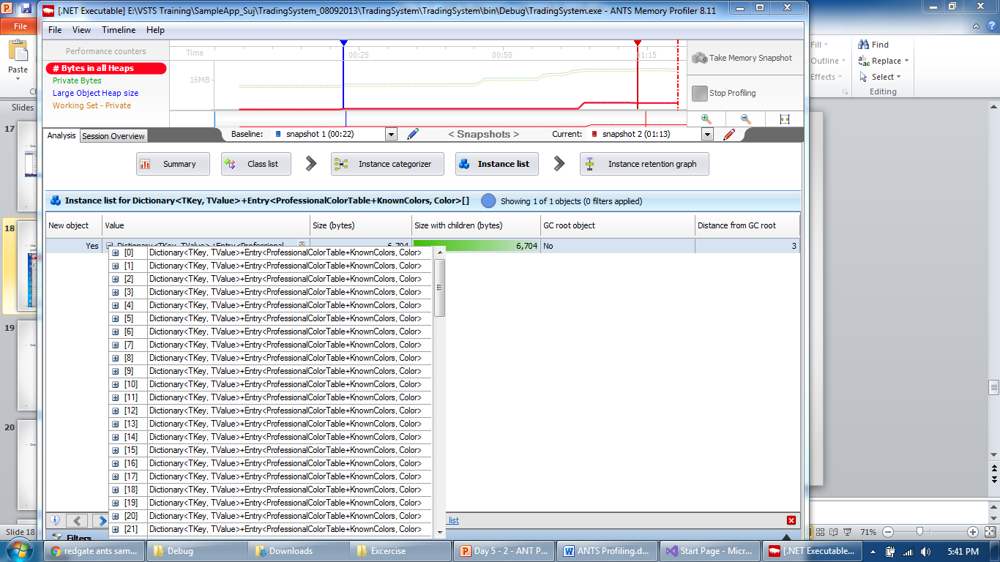 [.NET Executable] E:\VSTS Training\SampleApp_Suj\TradingSystem_08092013\TradingSystem\TradingSystem\bin\Debug\TradingSystem.exe - ANTS Memory Profiler 8.11
File
File View Timeline Help
Paste
Performance counters
# Bytes in all Heaps
Private Bytes
Large Object Heap size
Working Set - Private
Time
00:25
00:50
01:15
16MB
Take Memory Snapshot
Stop Profiling
Fill
Outline
Effects
Find
Replace
Select
Editing
Slides
17
18
19
20
Analysis
Session Overview
Baseline:
snapshot 1 (00:22)
< Snapshots >
Current:
snapshot 2 (01:13)
Summary
Class list
Instance categorizer
Instance list
Instance retention graph
Instance list for Dictionary<TKey, TValue>+Entry<ProfessionalColorTable+KnownColors, Color>[]
Showing 1 of 1 objects (0 filters applied)
New object Value Size (bytes) Size with children (bytes) GC root object Distance from GC root
Yes Dictionary<TKey, TValue>+Entry<Professional... 6,704 6,704 No 3
[0] Dictionary<TKey, TValue>+Entry<ProfessionalColorTable+KnownColors, Color>
[1] Dictionary<TKey, TValue>+Entry<ProfessionalColorTable+KnownColors, Color>
[2] Dictionary<TKey, TValue>+Entry<ProfessionalColorTable+KnownColors, Color>
[3] Dictionary<TKey, TValue>+Entry<ProfessionalColorTable+KnownColors, Color>
[4] Dictionary<TKey, TValue>+Entry<ProfessionalColorTable+KnownColors, Color>
[5] Dictionary<TKey, TValue>+Entry<ProfessionalColorTable+KnownColors, Color>
[6] Dictionary<TKey, TValue>+Entry<ProfessionalColorTable+KnownColors, Color>
[7] Dictionary<TKey, TValue>+Entry<ProfessionalColorTable+KnownColors, Color>
[8] Dictionary<TKey, TValue>+Entry<ProfessionalColorTable+KnownColors, Color>
[9] Dictionary<TKey, TValue>+Entry<ProfessionalColorTable+KnownColors, Color>
[10] Dictionary<TKey, TValue>+Entry<ProfessionalColorTable+KnownColors, Color>
[11] Dictionary<TKey, TValue>+Entry<ProfessionalColorTable+KnownColors, Color>
[12] Dictionary<TKey, TValue>+Entry<ProfessionalColorTable+KnownColors, Color>
[13] Dictionary<TKey, TValue>+Entry<ProfessionalColorTable+KnownColors, Color>
[14] Dictionary<TKey, TValue>+Entry<ProfessionalColorTable+KnownColors, Color>
[15] Dictionary<TKey, TValue>+Entry<ProfessionalColorTable+KnownColors, Color>
[16] Dictionary<TKey, TValue>+Entry<ProfessionalColorTable+KnownColors, Color>
[17] Dictionary<TKey, TValue>+Entry<ProfessionalColorTable+KnownColors, Color>
[18] Dictionary<TKey, TValue>+Entry<ProfessionalColorTable+KnownColors, Color>
[19] Dictionary<TKey, TValue>+Entry<ProfessionalColorTable+KnownColors, Color>
[20] Dictionary<TKey, TValue>+Entry<ProfessionalColorTable+KnownColors, Color>
[21] Dictionary<TKey, TValue>+Entry<ProfessionalColorTable+KnownColors, Color>
list
Filters
Slide 18
71%
redgate ants sam...
Debug
Downloads
Excercise
Day 5 - 2 - ANT P...
ANTS Profiling.d...
Start Page - Micr...
[.NET Executable...
5:41 PM